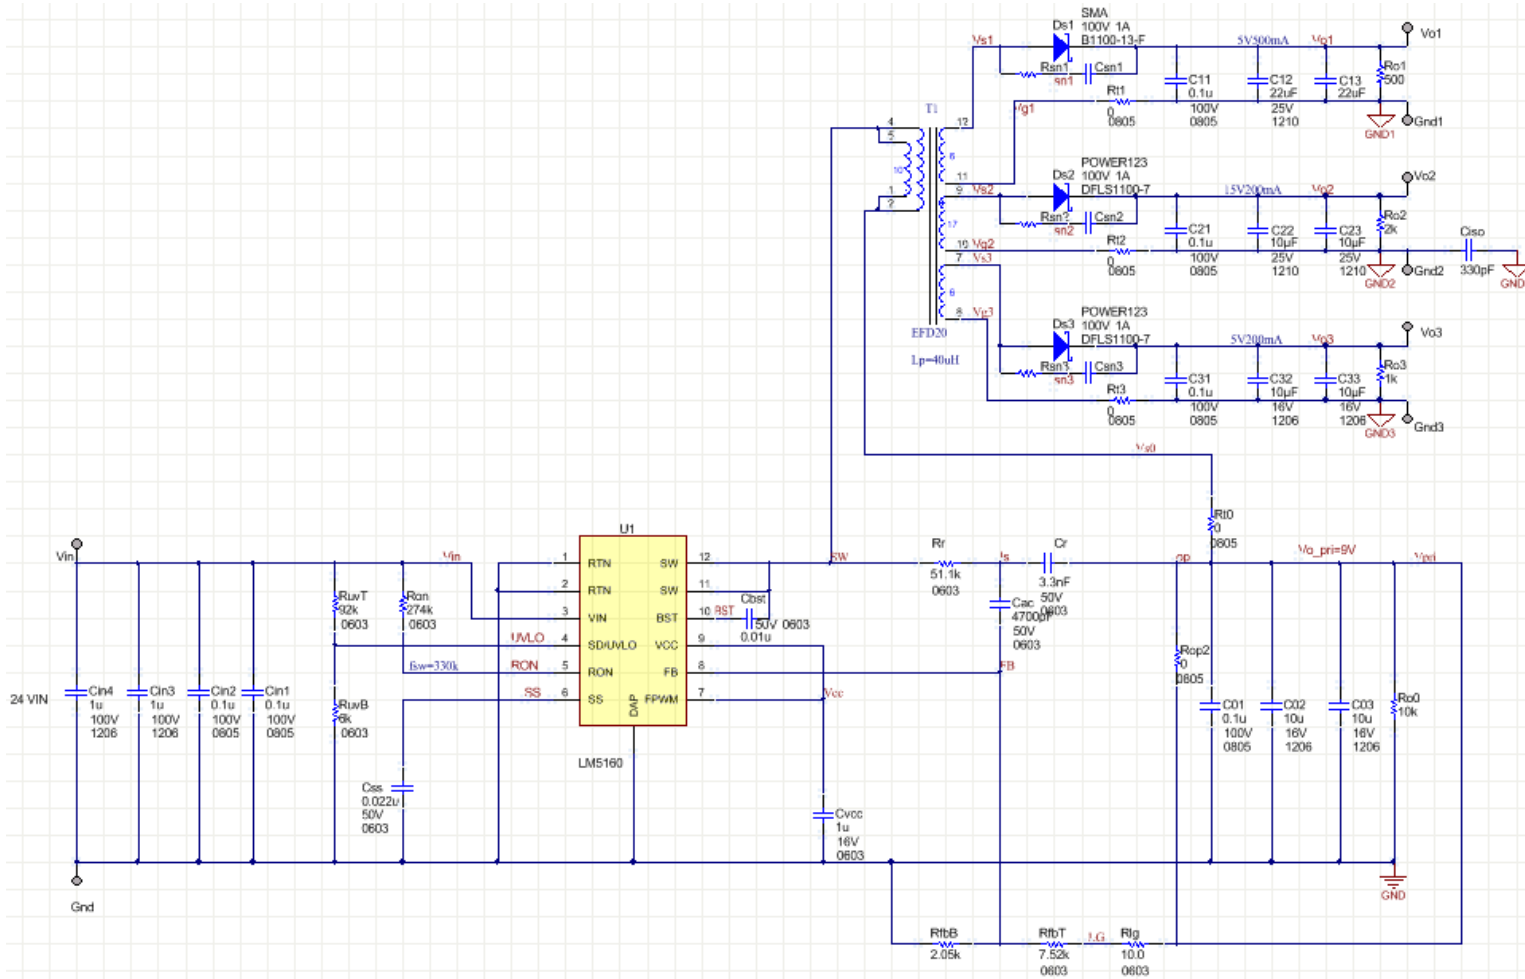 SMA
100V 1A
B1100-13-F
Ds1
Vs1
Rsn1
Csn1
sn1
5V500mA
Vo1
Vo1
C11
0.1u
100V
0805
C12
22uF
25V
1210
C13
22uF
Ro1
500
Rt1
0
0805
Vg1
Gnd1
GND1
T1
4
5
10
1
2
12
6
11
9
17
10
7
6
8
EFD20
Lp=40uH
POWER123
100V 1A
DFLS1100-7
Ds2
Vs2
Rsn2
Csn2
sn2
15V200mA
Vo2
Vo2
C21
0.1u
100V
0805
C22
10µF
25V
1210
C23
10µF
25V
1210
Ro2
2k
Vg2
Rt2
0
0805
Gnd2
GND2
Ciso
330pF
GND
Vs3
Vg3
POWER123
100V 1A
DFLS1100-7
Ds3
Rsn3
Csn3
sn3
5V200mA
Vo3
Vo3
C31
0.1u
100V
0805
C32
10µF
16V
1206
C33
10µF
16V
1206
Ro3
1k
Rt3
0
0805
Gnd3
GND3
Vs0
Rt0
0
0805
Vin
Vin
24 VIN
Cin4
1u
100V
1206
Cin3
1u
100V
1206
Cin2
0.1u
100V
0805
Cin1
0.1u
100V
0805
RuvT
92k
0603
Ron
274k
0603
RuvB
6k
0603
UVLO
fsw=330k
RON
SS
Css
0.022u
50V
0603
U1
1 RTN SW 12
2 RTN SW 11
3 VIN BST 10
4 SD/UVLO VCC 9
5 RON FB 8
6 SS FPWM 7
DAP
LM5160
BST
Cbst
50V 0603
0.01u
Vcc
Cvcc
1u
16V
0603
SW
Rr
51.1k
0603
Is
Cr
3.3nF
50V
0603
Cac
4700pF
50V
0603
FB
op
Vo_pri=9V
Vpri
Rop2
0
0805
C01
0.1u
100V
0805
C02
10u
16V
1206
C03
10u
16V
1206
Ro0
10k
GND
Gnd
RfbB
2.05k
RfbT
7.52k
0603
LG
Rlg
10.0
0603